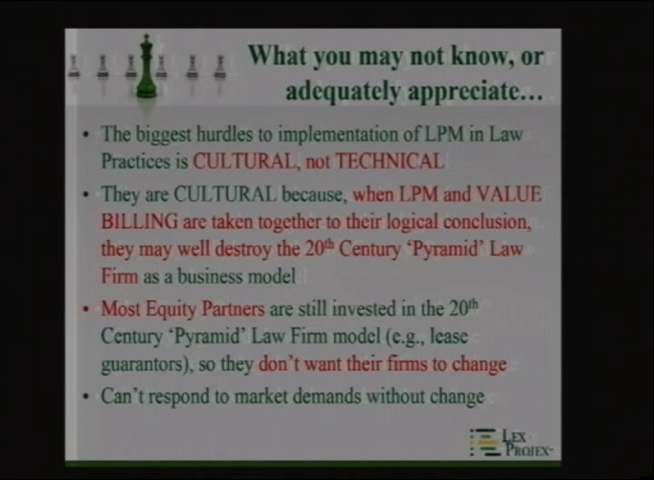 What you may not know, or
adequately appreciate...
• The biggest hurdles to implementation of LPM in Law
Practices is CULTURAL, not TECHNICAL
• They are CULTURAL because, when LPM and VALUE
BILLING are taken together to their logical conclusion,
they may well destroy the 20th Century ‘Pyramid’ Law
Firm as a business model
• Most Equity Partners are still invested in the 20th
Century ‘Pyramid’ Law Firm model (e.g., lease
guarantors), so they don’t want their firms to change
• Can’t respond to market demands without change
LEX
PROJEX